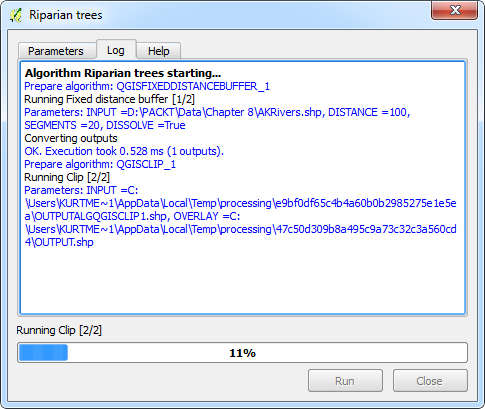 Riparian trees
Parameters
Log
Help
Algorithm Riparian trees starting...
Prepare algorithm: QGISFIXEDDISTANCEBUFFER_1
Running Fixed distance buffer [1/2]
Parameters: INPUT =D:\PACKT\Data\Chapter 8\AKRivers.shp, DISTANCE =100,
SEGMENTS =20, DISSOLVE =True
Converting outputs
OK. Execution took 0.528 ms (1 outputs).
Prepare algorithm: QGISCLIP_1
Running Clip [2/2]
Parameters: INPUT =C:
\Users\KURTME~1\AppData\Local\Temp\processing\e9bf0df65c4b4a60b0b2985275e1e5e
a\OUTPUTALGQGISCLIP1.shp, OVERLAY =C:
\Users\KURTME~1\AppData\Local\Temp\processing\47c50d309b8a495c9a73c32c3a560cd
4\OUTPUT.shp
Running Clip [2/2]
11%
Run
Close